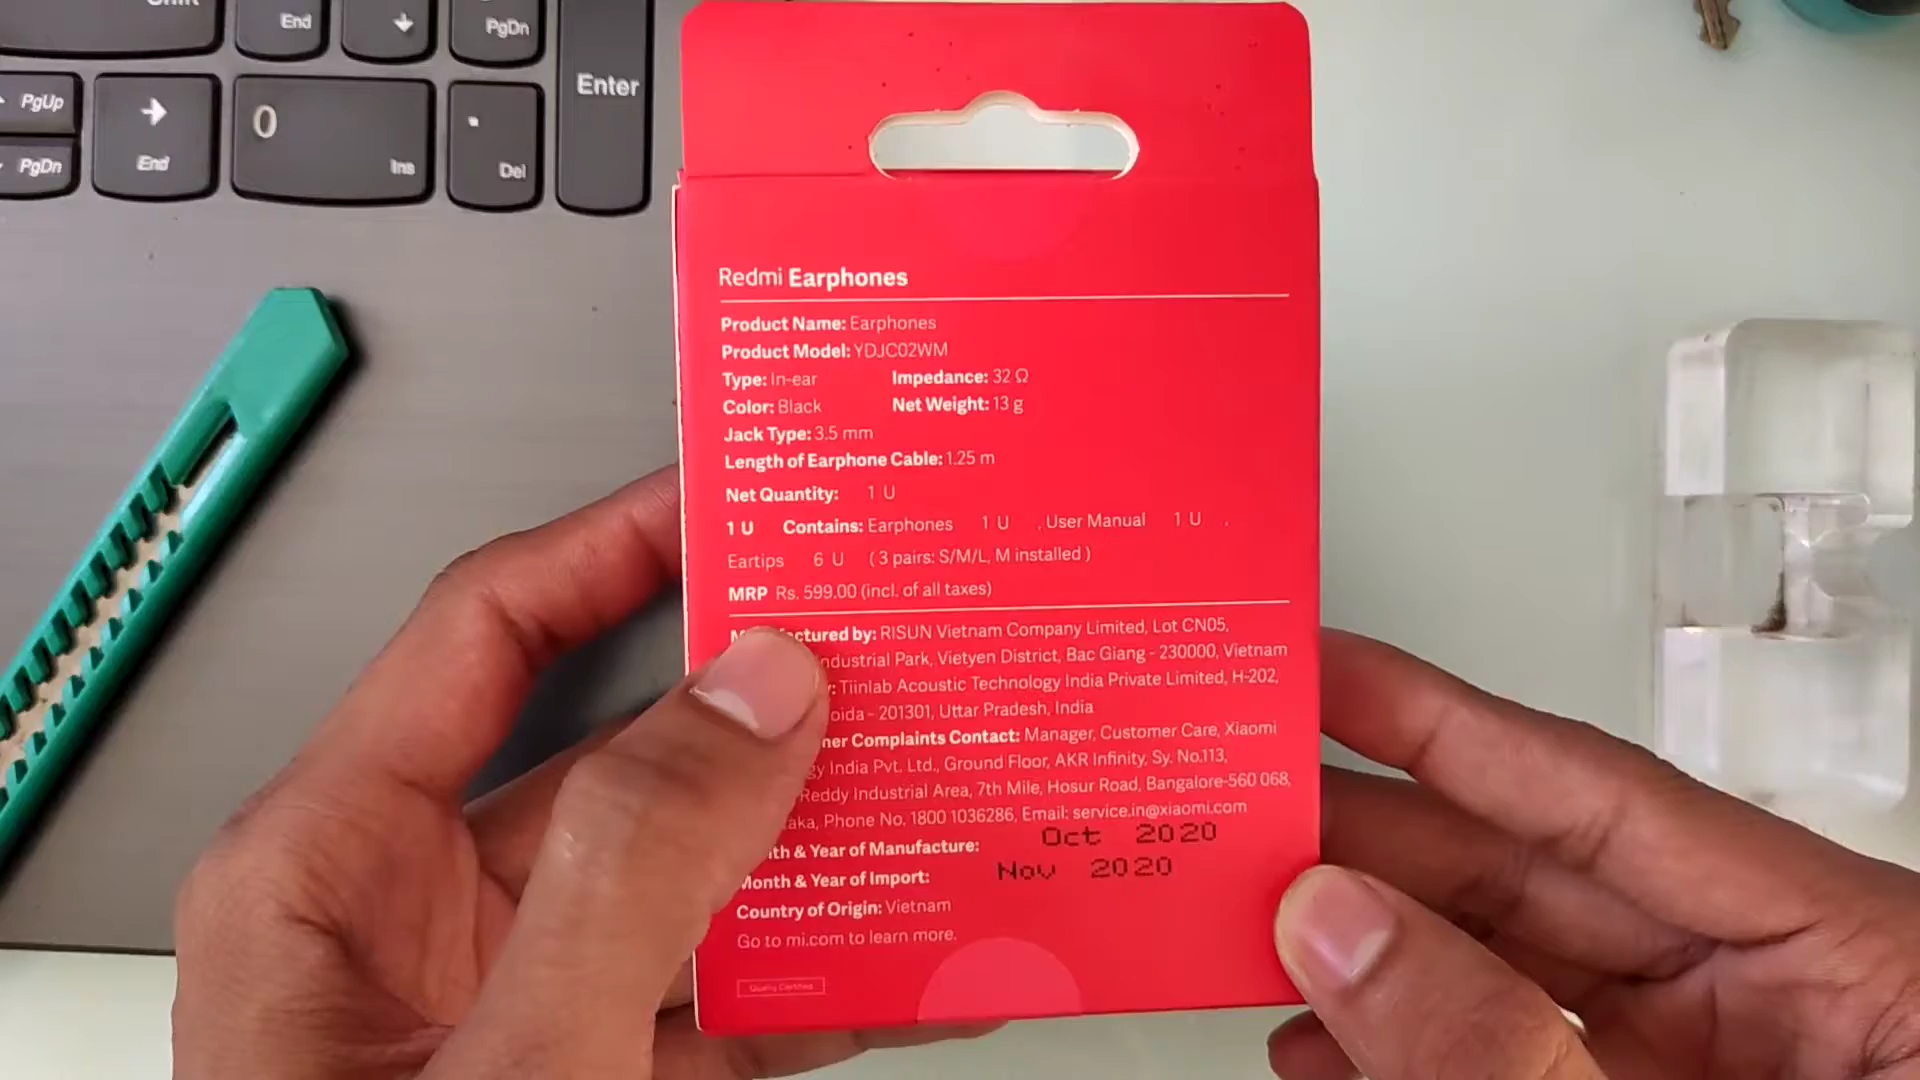 Shift
End
PgDn
Enter
PgUp
PgDn
End
0
Ins
.
Del
Redmi Earphones
Product Name: Earphones
Product Model: YDJC02WM
Type: In-ear Impedance: 32 Ω
Color: Black Net Weight: 13 g
Jack Type: 3.5 mm
Length of Earphone Cable: 1.25 m
Net Quantity: 1 U
1 U Contains: Earphones 1 U , User Manual 1 U ,
Eartips 6 U ( 3 pairs: S/M/L, M installed )
MRP Rs. 599.00 (incl. of all taxes)
by: RISUN Vietnam Company Limited, Lot CN05,
Park, Vietyen District, Bac Giang - 230000, Vietnam
Tiinlab Acoustic Technology India Private Limited, H-202,
- 201301, Uttar Pradesh, India
Complaints Contact: Manager, Customer Care, Xiaomi
India Pvt. Ltd., Ground Floor, AKR Infinity, Sy. No.113,
Reddy Industrial Area, 7th Mile, Hosur Road, Bangalore-560 068,
Phone No. 1800 1036286, Email: service.in@xiaomi.com
& Year of Manufacture: Oct 2020
Month & Year of Import: Nov 2020
Country of Origin: Vietnam
Go to mi.com to learn more.
Quality Certified